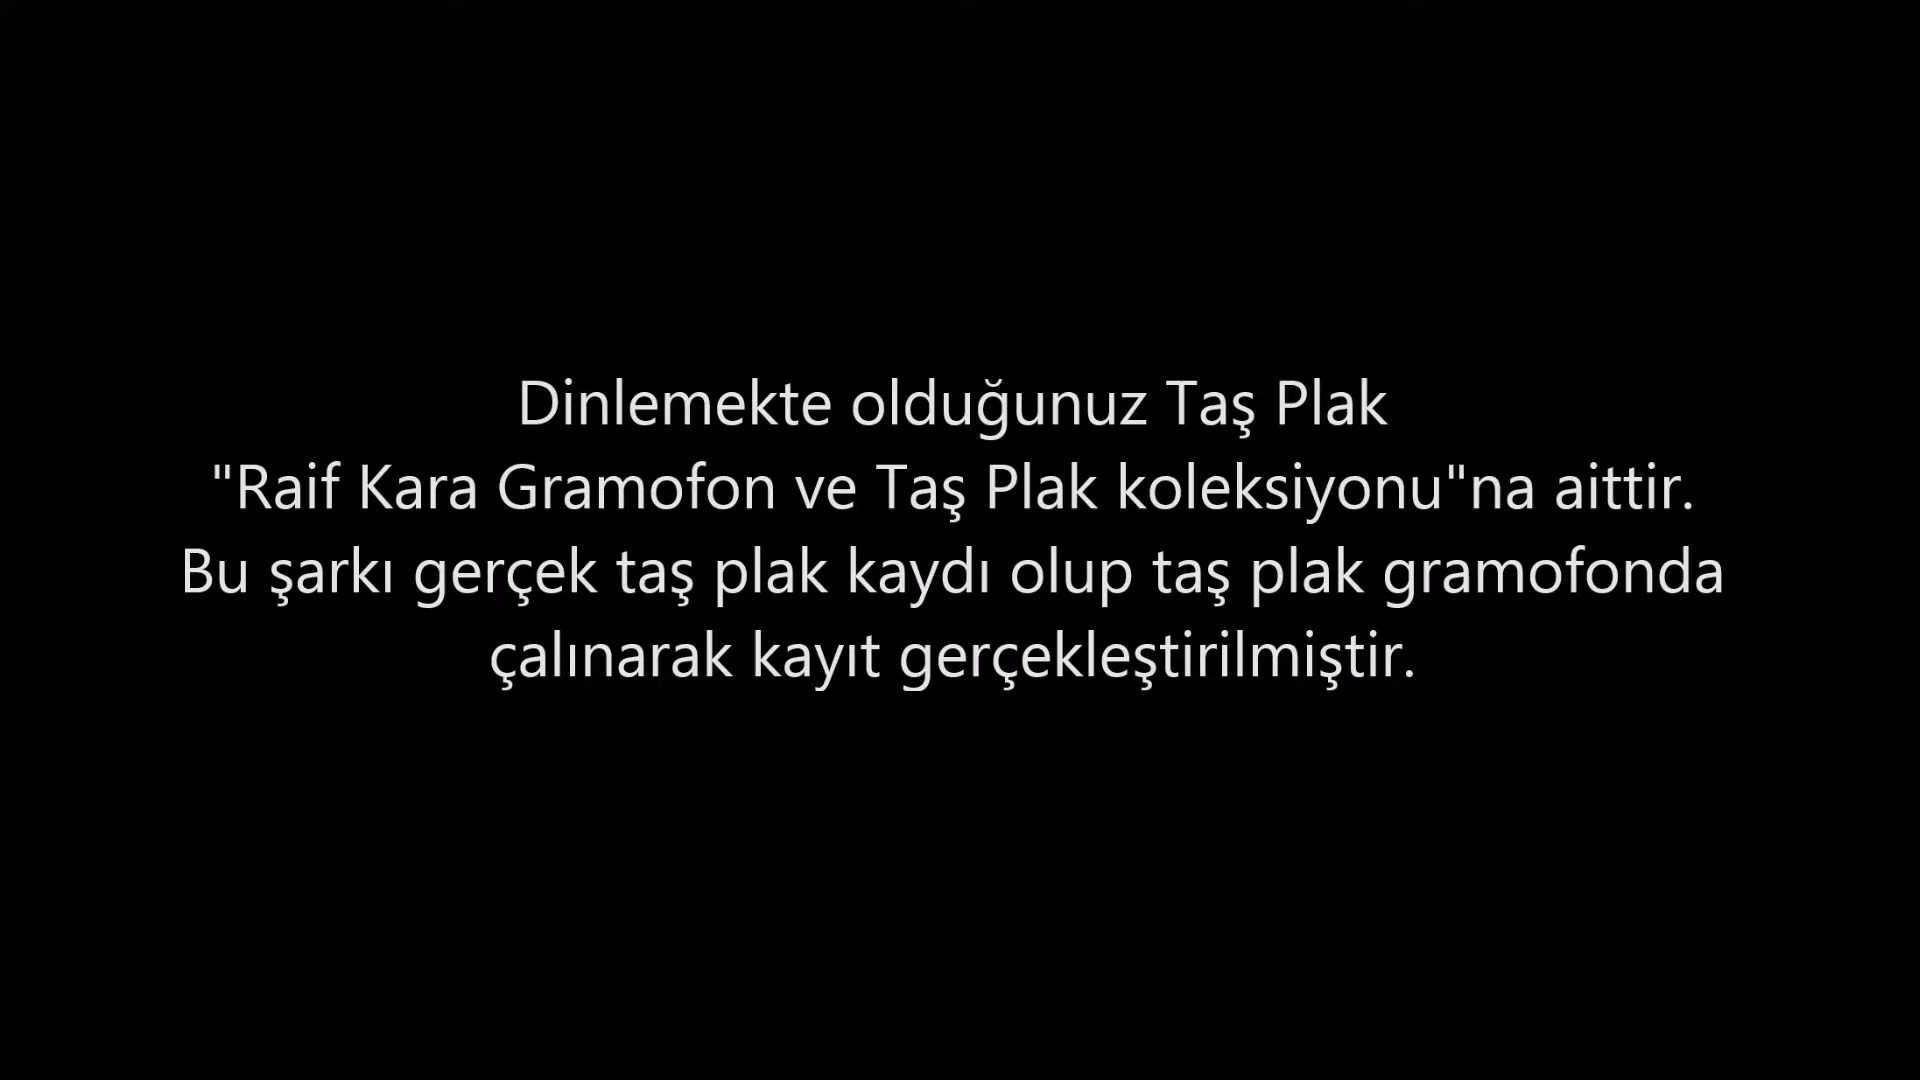 Dinlemekte olduğunuz Taş Plak
"Raif Kara Gramofon ve Taş Plak koleksiyonu"na aittir.
Bu şarkı gerçek taş plak kaydı olup taş plak gramofonda
çalınarak kayıt gerçekleştirilmiştir.